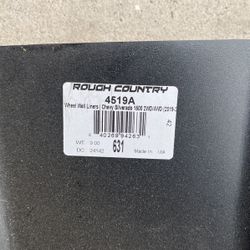 ROUGH COUNTRY
4519A
Wheel Well Liners | Chevy Silverado 1500 2WD/4WD (2019-2
4 40269 94263
WT: 9.00
631
DC: 24142
Made in: USA